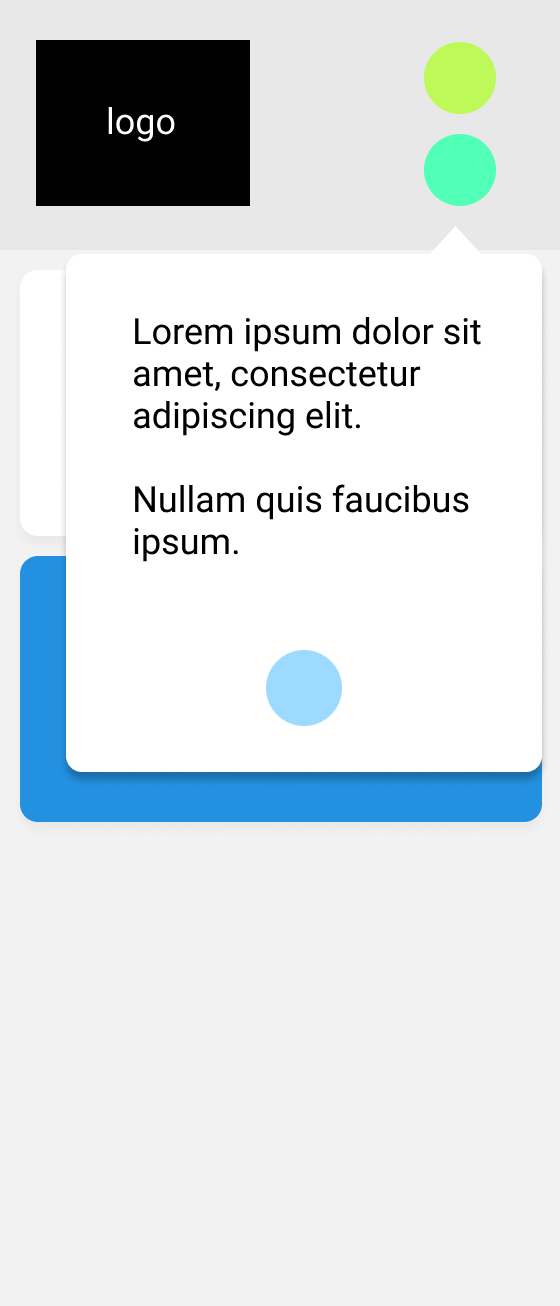 logo
Lorem ipsum dolor sit
amet, consectetur
adipiscing elit.
Nullam quis faucibus
ipsum.